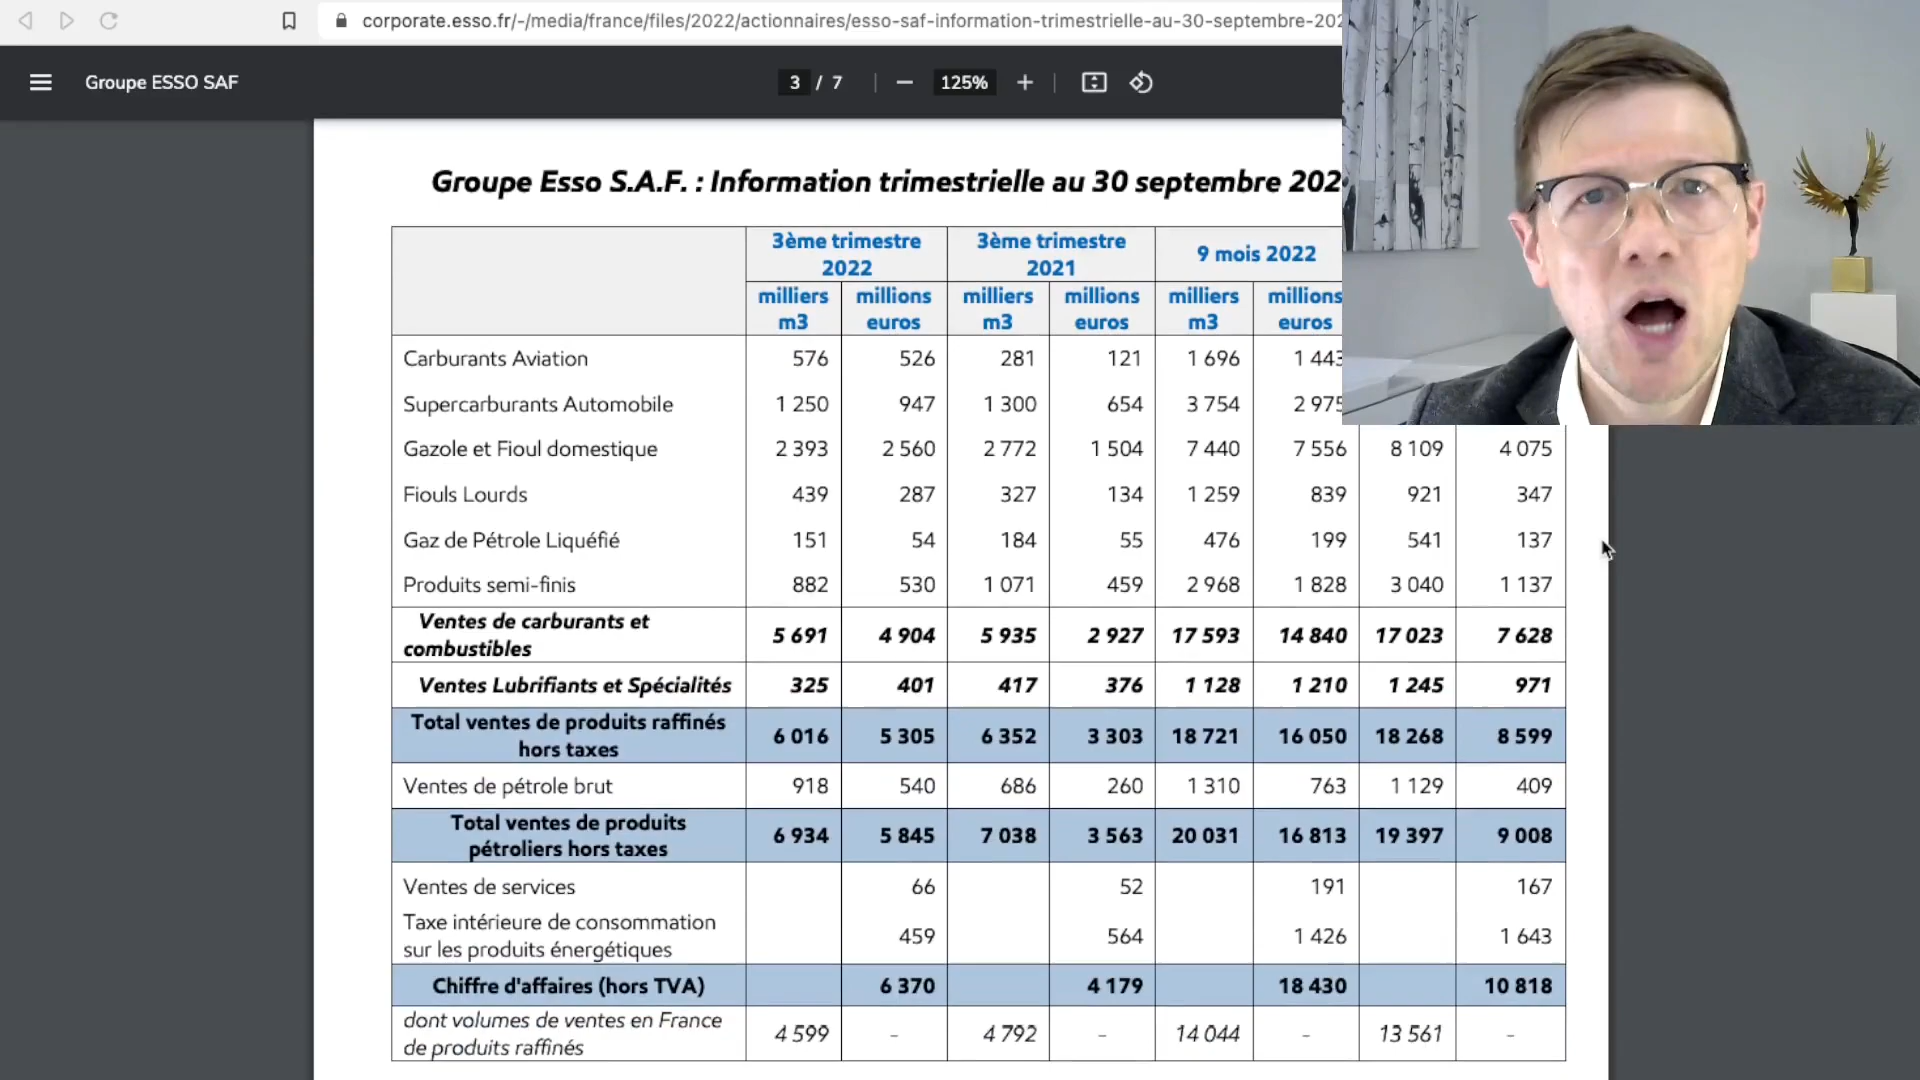 corporate.esso.fr/-/media/france/files/2022/actionnaires/esso-saf-information-trimestrielle-au-30-septembre-202
Groupe ESSO SAF
3 / 7
125%
Groupe Esso S.A.F. : Information trimestrielle au 30 septembre 202
3ème trimestre 2022 3ème trimestre 2021 9 mois 2022
milliers m3 millions euros milliers m3 millions euros milliers m3 millions euros
Carburants Aviation 576 526 281 121 1 696 1 443
Supercarburants Automobile 1 250 947 1 300 654 3 754 2 975
Gazole et Fioul domestique 2 393 2 560 2 772 1 504 7 440 7 556 8 109 4 075
Fiouls Lourds 439 287 327 134 1 259 839 921 347
Gaz de Pétrole Liquéfié 151 54 184 55 476 199 541 137
Produits semi-finis 882 530 1 071 459 2 968 1 828 3 040 1 137
Ventes de carburants et combustibles 5 691 4 904 5 935 2 927 17 593 14 840 17 023 7 628
Ventes Lubrifiants et Spécialités 325 401 417 376 1 128 1 210 1 245 971
Total ventes de produits raffinés hors taxes 6 016 5 305 6 352 3 303 18 721 16 050 18 268 8 599
Ventes de pétrole brut 918 540 686 260 1 310 763 1 129 409
Total ventes de produits pétroliers hors taxes 6 934 5 845 7 038 3 563 20 031 16 813 19 397 9 008
Ventes de services 66 52 191 167
Taxe intérieure de consommation sur les produits énergétiques 459 564 1 426 1 643
Chiffre d'affaires (hors TVA) 6 370 4 179 18 430 10 818
dont volumes de ventes en France de produits raffinés 4 599 - 4 792 - 14 044 - 13 561 -